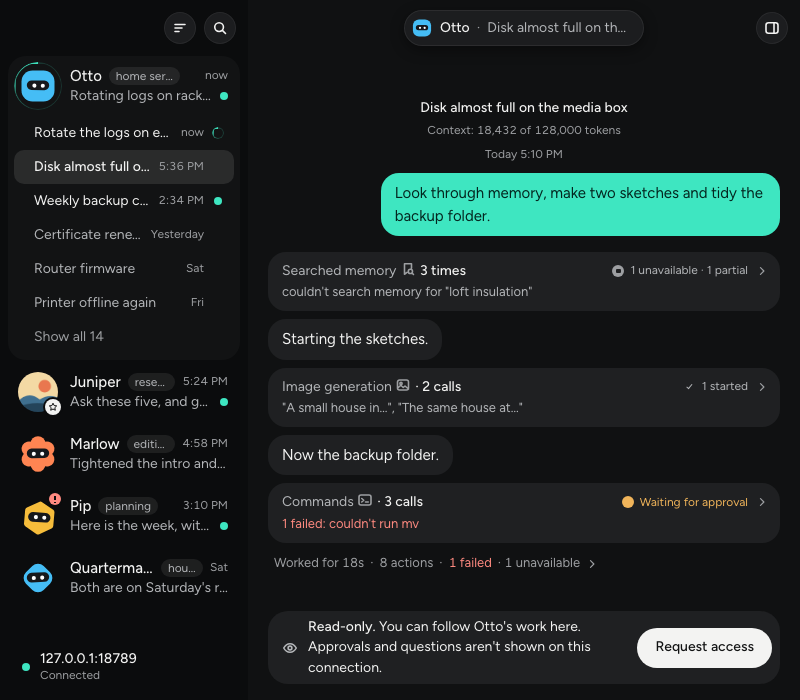 Otto home ser... now
Rotating logs on rack...
Rotate the logs on e... now
Disk almost full o... 5:36 PM
Weekly backup c... 2:34 PM
Certificate rene... Yesterday
Router firmware Sat
Printer offline again Fri
Show all 14
Juniper rese... 5:24 PM
Ask these five, and g...
Marlow editi... 4:58 PM
Tightened the intro and...
Pip planning 3:10 PM
Here is the week, wit...
Quarterma... hou... Sat
Both are on Saturday's r...
127.0.0.1:18789
Connected
Otto · Disk almost full on th...
Disk almost full on the media box
Context: 18,432 of 128,000 tokens
Today 5:10 PM
Look through memory, make two sketches and tidy the
backup folder.
Searched memory 3 times 1 unavailable · 1 partial
couldn't search memory for "loft insulation"
Starting the sketches.
Image generation · 2 calls 1 started
"A small house in...", "The same house at..."
Now the backup folder.
Commands · 3 calls Waiting for approval
1 failed: couldn't run mv
Worked for 18s · 8 actions · 1 failed · 1 unavailable
Read-only. You can follow Otto's work here.
Approvals and questions aren't shown on this
connection.
Request access